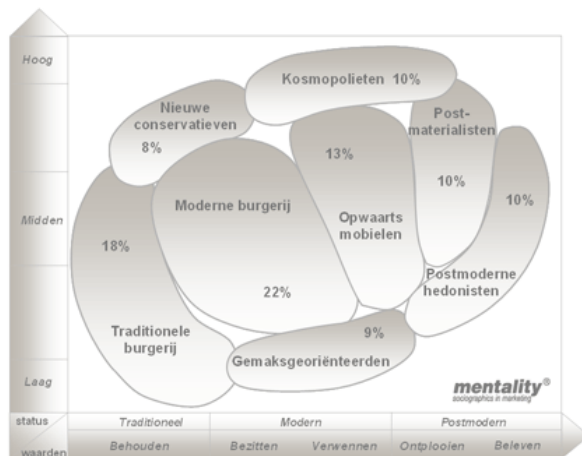 Hoog
Kosmopolieten 10%
Nieuwe
conservatieven
8%
Post-
materialisten
13%
10%
10%
Midden
Moderne burgerij
Opwaarts
mobielen
18%
22%
Postmoderne
hedonisten
Traditionele
burgerij
9%
Gemaksgeoriënteerden
Laag
mentality®
sociographics in marketing
status
Traditioneel
Modern
Postmodern
waarden
Behouden
Bezitten
Verwennen
Ontplooien
Beleven